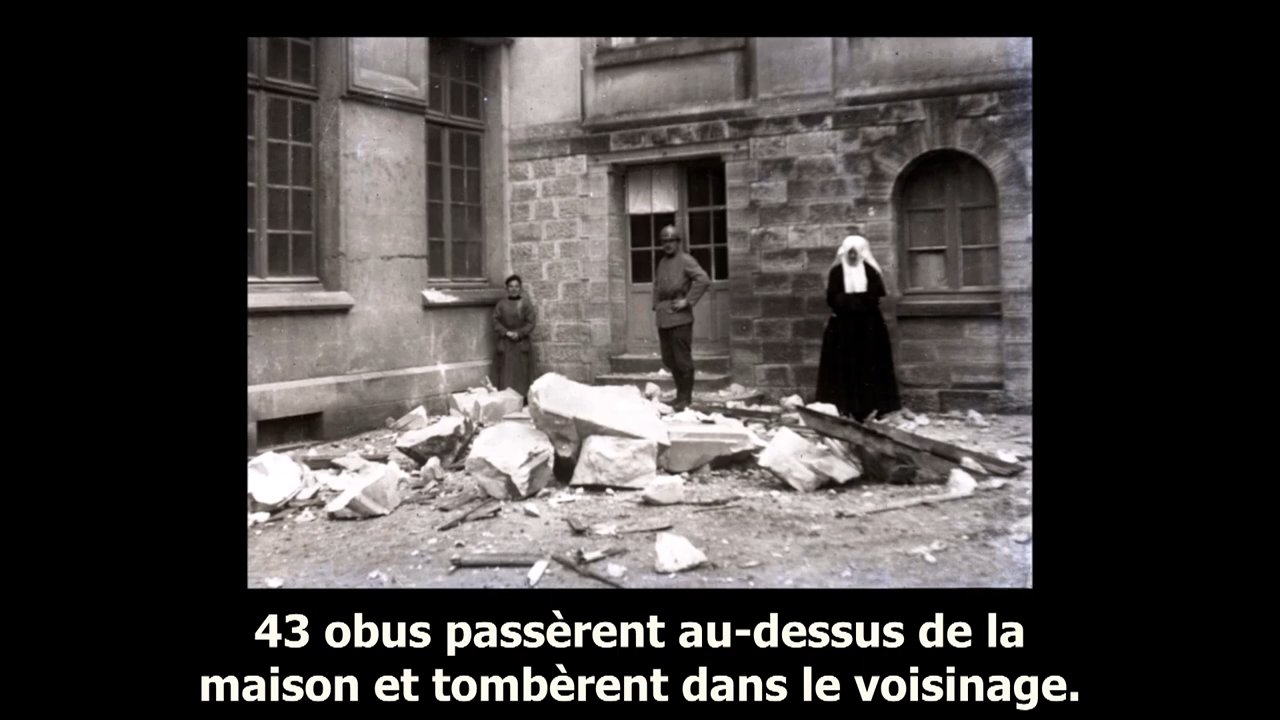 43 obus passèrent au-dessus de la
maison et tombèrent dans le voisinage.